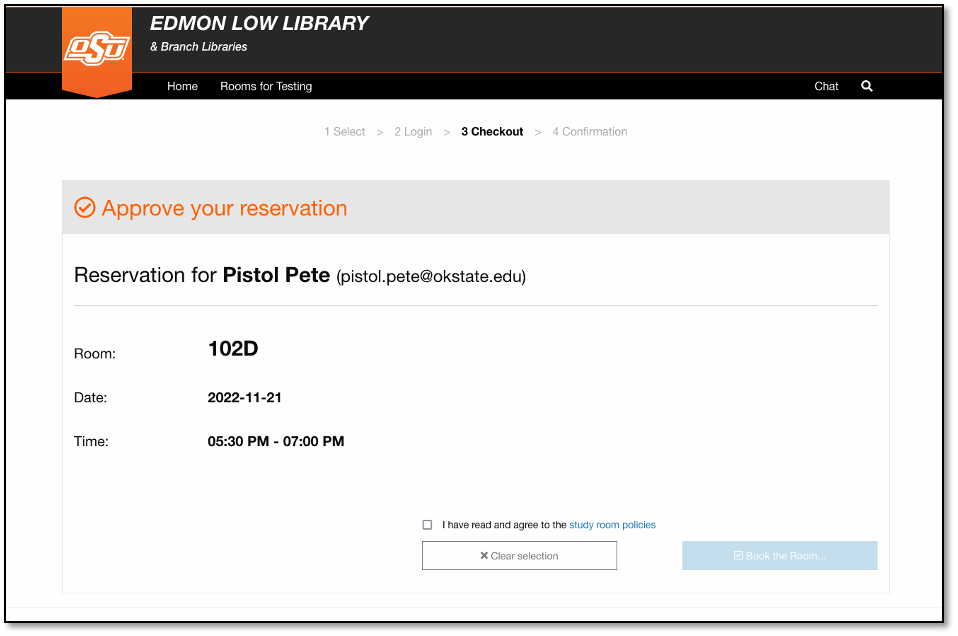 EDMON LOW LIBRARY
& Branch Libraries
OSU
Home Rooms for Testing Chat
1 Select > 2 Login > 3 Checkout > 4 Confirmation
Approve your reservation
Reservation for Pistol Pete (pistol.pete@okstate.edu)
Room: 102D
Date: 2022-11-21
Time: 05:30 PM - 07:00 PM
I have read and agree to the study room policies
Clear selection Book the Room...